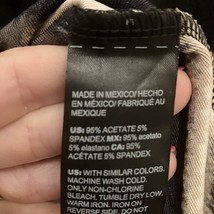 MADE IN MEXICO/HECHO
EN MÉXICO/FABRIQUÉ AU
MEXIQUE
US: 95% ACETATE 5%
SPANDEX MX: 95% acetato
5% elastano CA: 95%
ACÉTATE 5% SPANDEX
US: WITH SIMILAR COLORS.
MACHINE WASH COLD.
ONLY NON-CHLORINE
BLEACH. TUMBLE DRY LOW.
WARM IRON. IRON ON
REVERSE SIDE. DO NOT